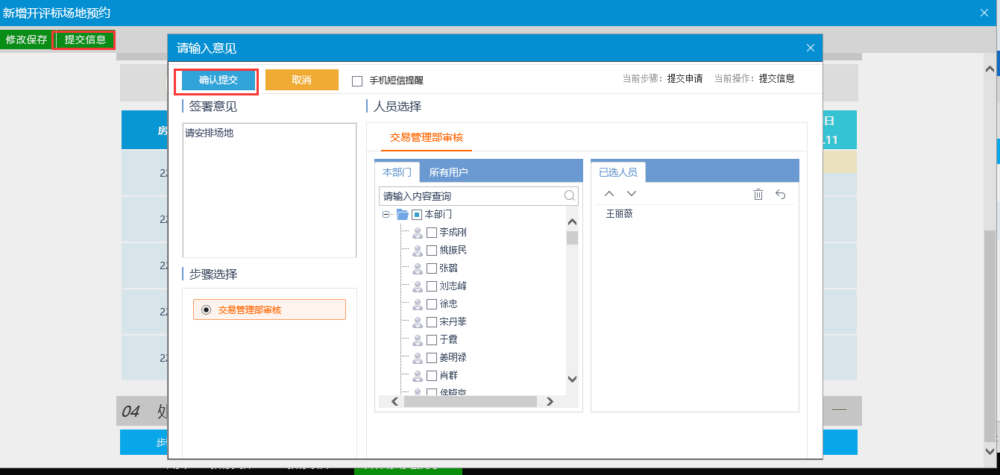 新增开评标场地预约
修改保存 提交信息
请输入意见
确认提交 取消 手机短信提醒 当前步骤：提交申请 当前操作：提交信息
签署意见
请安排场地
步骤选择
交易管理部审核
人员选择
交易管理部审核
本部门 所有用户
请输入内容查询
本部门
李成刚
姚振民
张璐
刘志峰
徐忠
宋丹菲
于霞
姜明禄
肖群
侯晓京
已选人员
王丽薇
房
22
22
22
22
22
日
.11
04 处
步